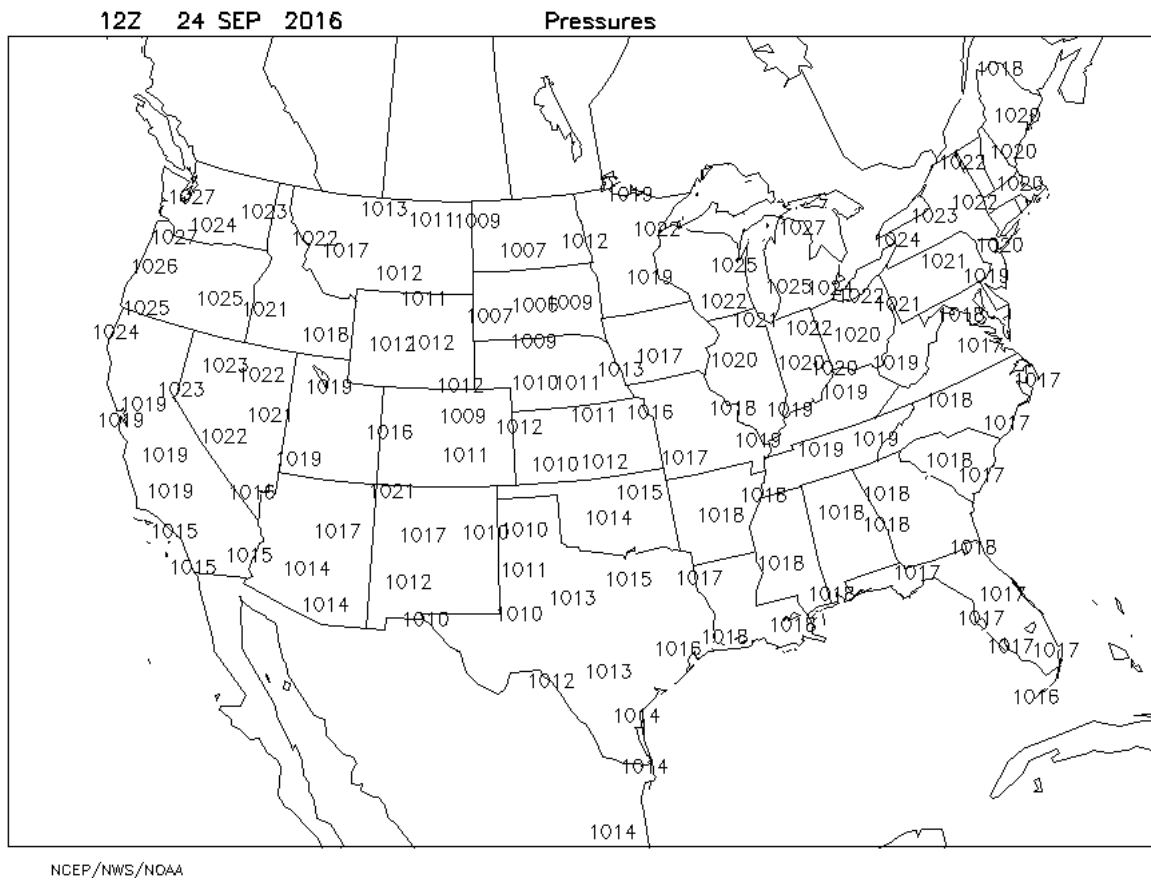 12Z 24 SEP 2016 Pressures
1018
1020
1022 1020
1027 1019 1020
1023 1013 1011 1009 1022 1027 1023 1022
1024 1022 1007 1012 1024 1020
1027 1017
1026 1012 1019 1025 1021 1019
1025 1025 1021 1011 1007 1006 1009 1022 1025 1024 1022 1021
1024 1018 1012 1012 1009 1021 1022 1020 1018
1023 1022 1017 1020 1020 1020 1019 1017
1023 1019 1012 1010 1011 1013 1019 1017
1019 1019 1021 1009 1011 1016 1018 1019 1018
1022 1016 1012 1019 1019 1017
1019 1019 1011 1010 1012 1017 1019 1018
1019 1016 1021 1015 1018 1018 1017
1015 1017 1017 1010 1010 1014 1018 1018 1018
1015 1015 1014 1012 1011 1013 1015 1017 1018 1017 1018
1014 1010 1010 1018 1017
1016 1018 1018 1017
1012 1013 1017 1017
1014 1016
1014
1014
NCEP/NWS/NOAA